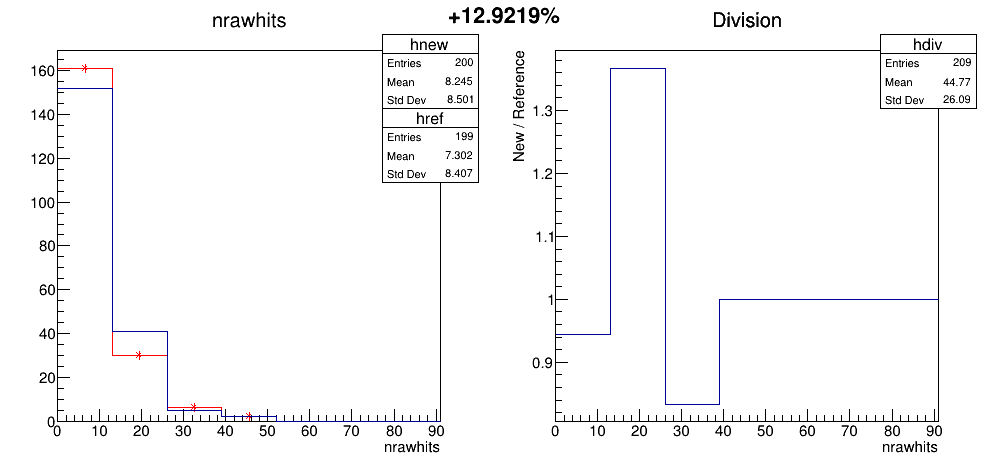 +12.9219%
nrawhits
hnew
Entries 200
Mean 8.245
Std Dev 8.501
href
Entries 199
Mean 7.302
Std Dev 8.407
160
140
120
100
80
60
40
20
0
0 10 20 30 40 50 60 70 80 90
nrawhits
Division
hdiv
Entries 209
Mean 44.77
Std Dev 26.09
New / Reference
1.3
1.2
1.1
1
0.9
0 10 20 30 40 50 60 70 80 90
nrawhits